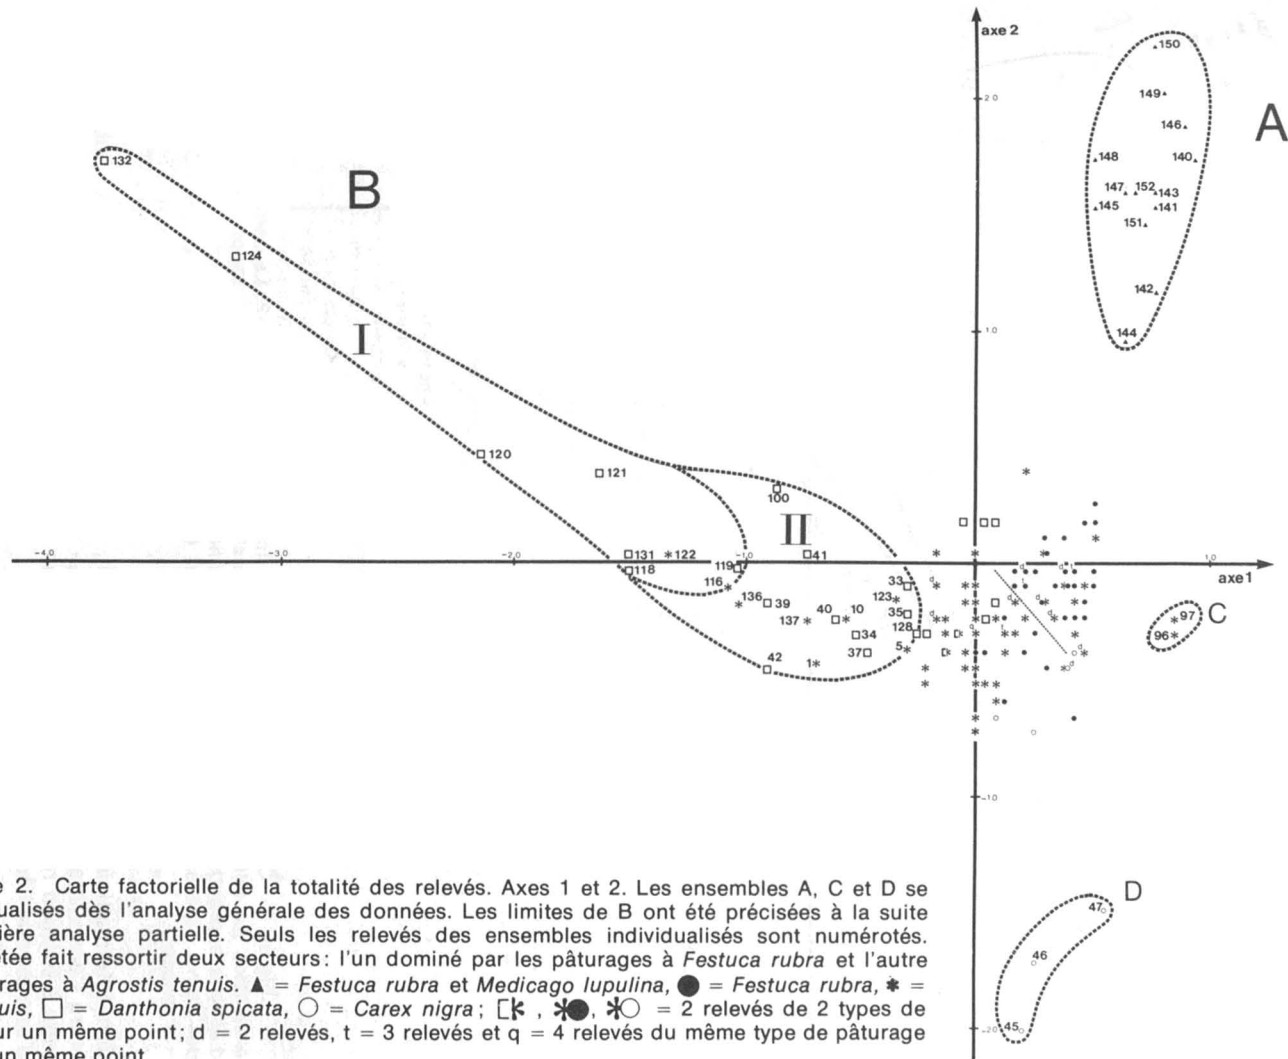 axe 2
150
2.0
149
146
A
148 140
147 152 143
145 141
151
142
144
1.0
132
B
124
I
120
121
100
II
-4.0 -3.0 -2.0 -1.0 1.0
axe 1
131 122 41
118 119
116 33
136 39 123
137 40 10 35
34 128
37 5
42 1
97 C
96
-1.0
D
47
46
45
-2.0
e 2. Carte factorielle de la totalité des relevés. Axes 1 et 2. Les ensembles A, C et D se
ualisés dès l'analyse générale des données. Les limites de B ont été précisées à la suite
ière analyse partielle. Seuls les relevés des ensembles individualisés sont numérotés.
tée fait ressortir deux secteurs: l'un dominé par les pâturages à Festuca rubra et l'autre
rages à Agrostis tenuis. ▲ = Festuca rubra et Medicago lupulina, ● = Festuca rubra, * =
uis, □ = Danthonia spicata, ○ = Carex nigra; [*, *●, *○ = 2 relevés de 2 types de
ur un même point; d = 2 relevés, t = 3 relevés et q = 4 relevés du même type de pâturage
un même point.